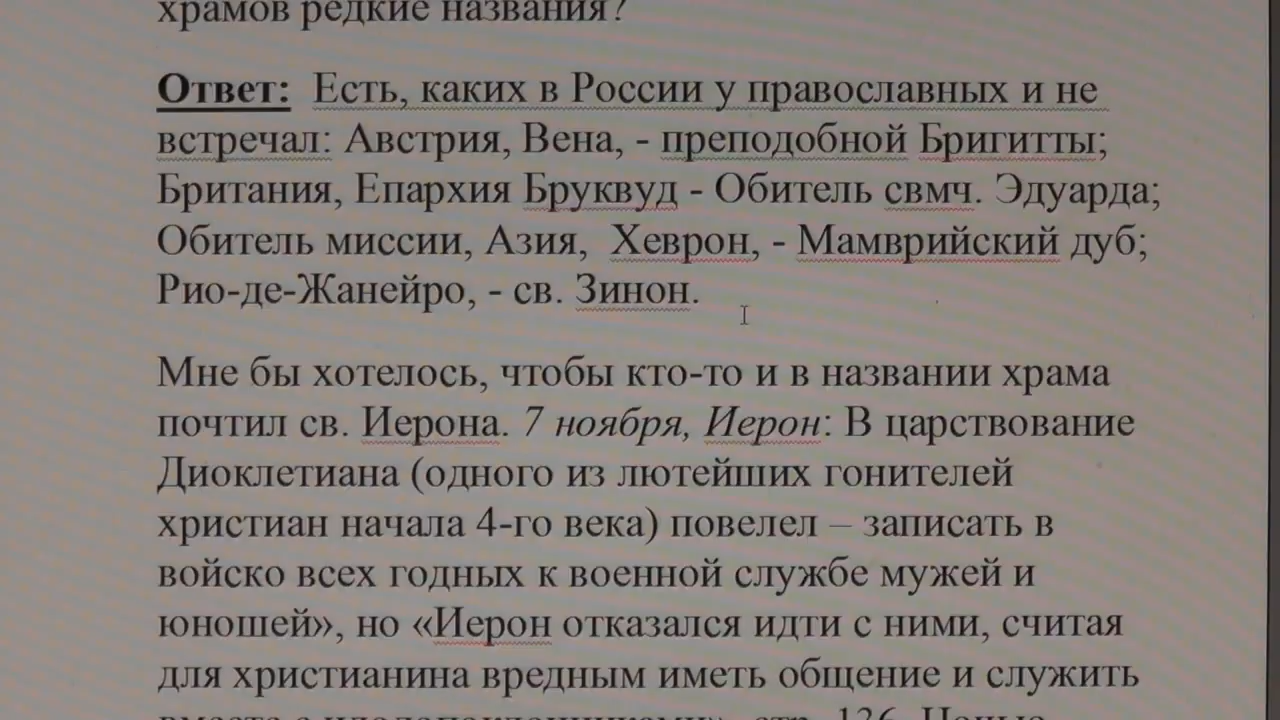 храмов редкие названия?
Ответ: Есть, каких в России у православных и не
встречал: Австрия, Вена, - преподобной Бригитты;
Британия, Епархия Бруквуд - Обитель свмч. Эдуарда;
Обитель миссии, Азия, Хеврон, - Мамврийский дуб;
Рио-де-Жанейро, - св. Зинон.
Мне бы хотелось, чтобы кто-то и в названии храма
почтил св. Иерона. 7 ноября, Иерон: В царствование
Диоклетиана (одного из лютейших гонителей
христиан начала 4-го века) повелел – записать в
войско всех годных к военной службе мужей и
юношей», но «Иерон отказался идти с ними, считая
для христианина вредным иметь общение и служить
вместе с идолопоклонниками», стр. 126.